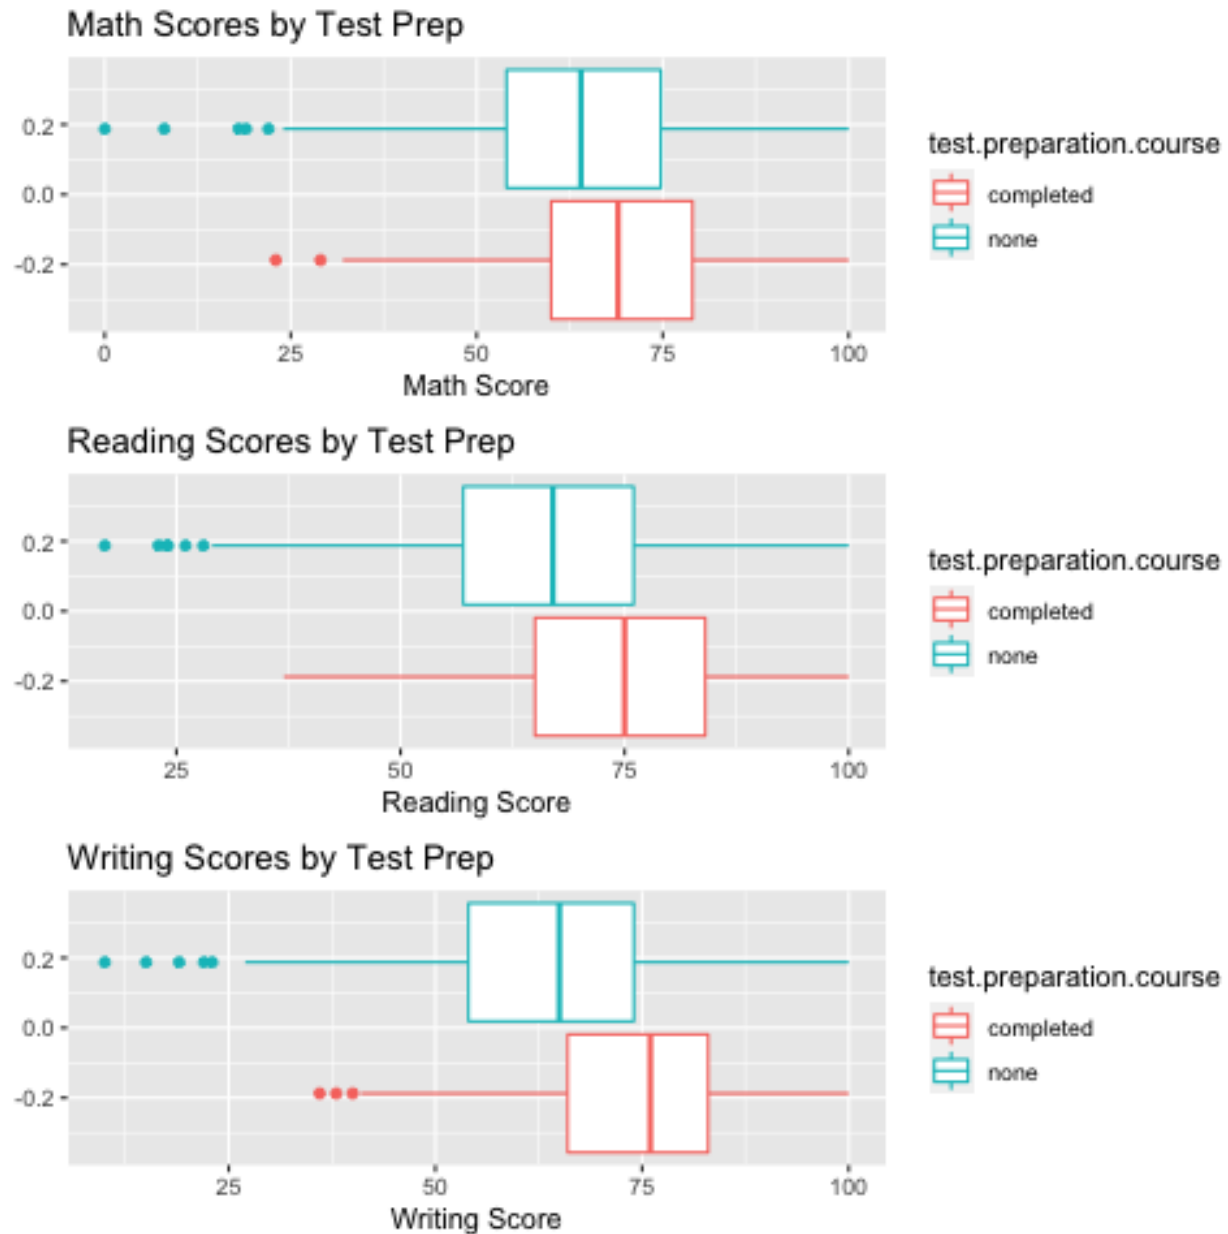 Math Scores by Test Prep
0.2
0.0
-0.2
0 25 50 75 100
Math Score
test.preparation.course
completed
none
Reading Scores by Test Prep
0.2
0.0
-0.2
25 50 75 100
Reading Score
test.preparation.course
completed
none
Writing Scores by Test Prep
0.2
0.0
-0.2
25 50 75 100
Writing Score
test.preparation.course
completed
none